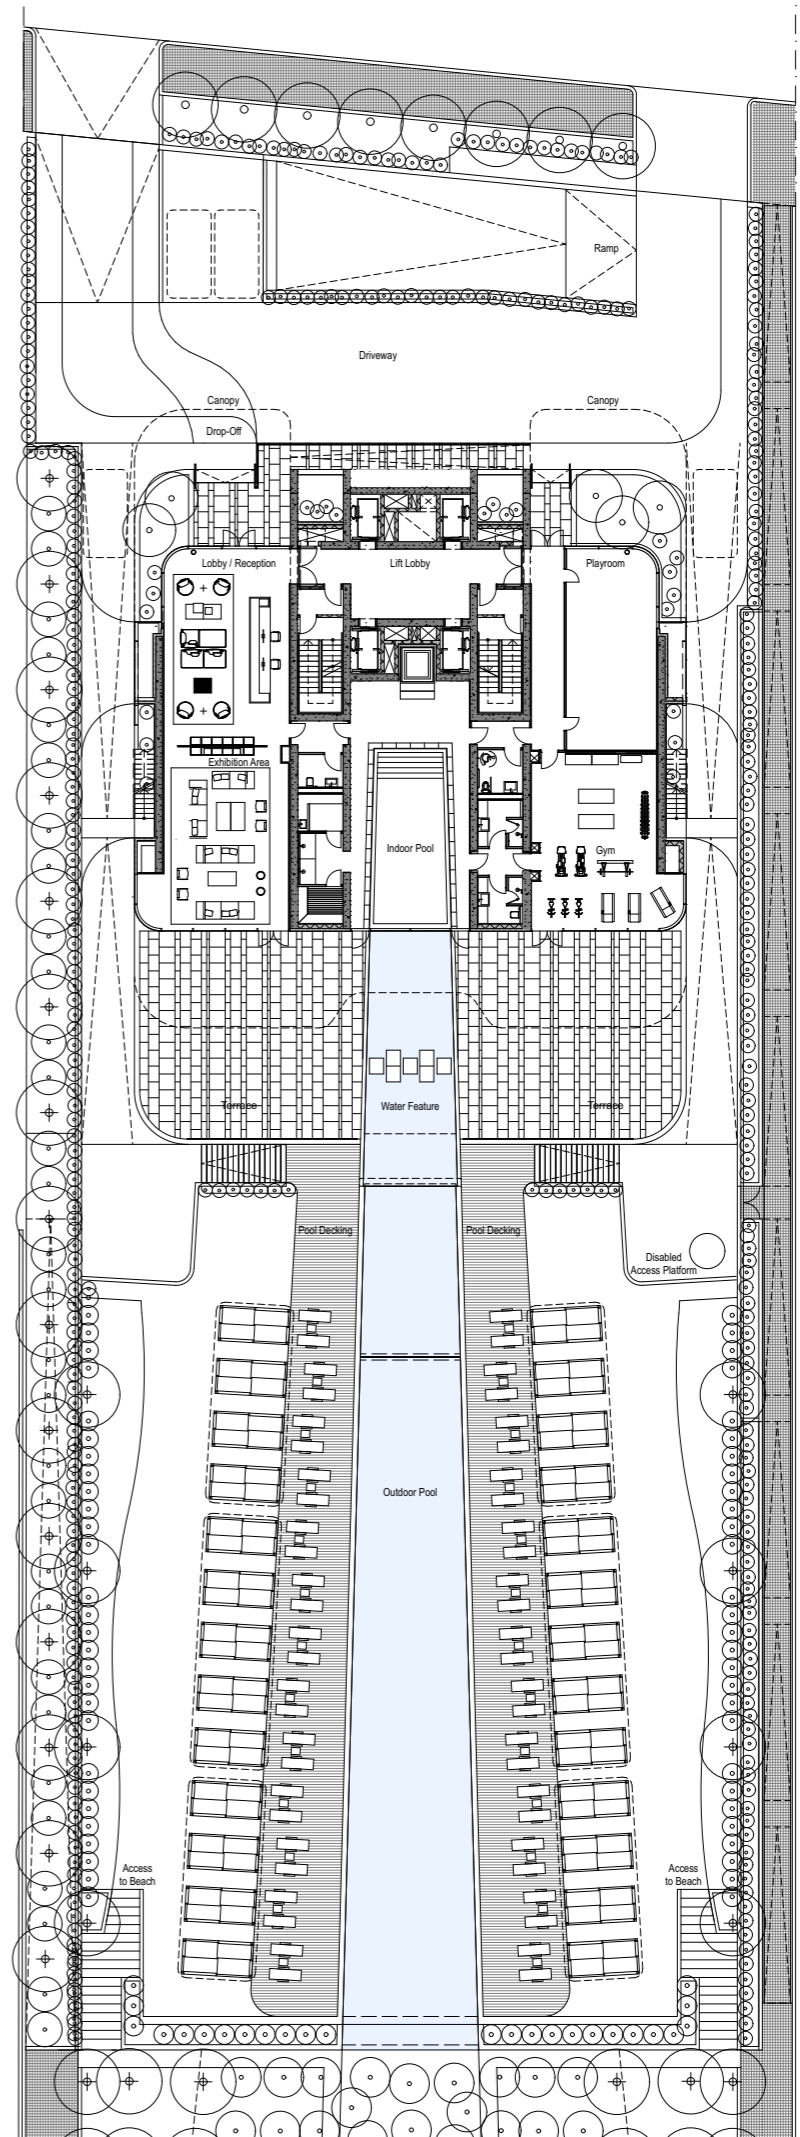 Ramp
Driveway
Canopy
Canopy
Drop-Off
Lobby / Reception
Lift Lobby
Playroom
Exhibition Area
Indoor Pool
Gym
Terrace
Water Feature
Terrace
Pool Decking
Pool Decking
Disabled
Access Platform
Outdoor Pool
Access
to Beach
Access
to Beach